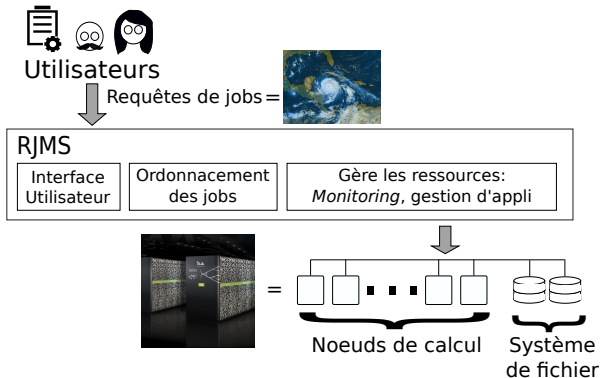 Utilisateurs
Requêtes de jobs =
RJMS
Interface
Utilisateur
Ordonnacement
des jobs
Gère les ressources:
Monitoring, gestion d'appli
=
Noeuds de calcul
Système
de fichier